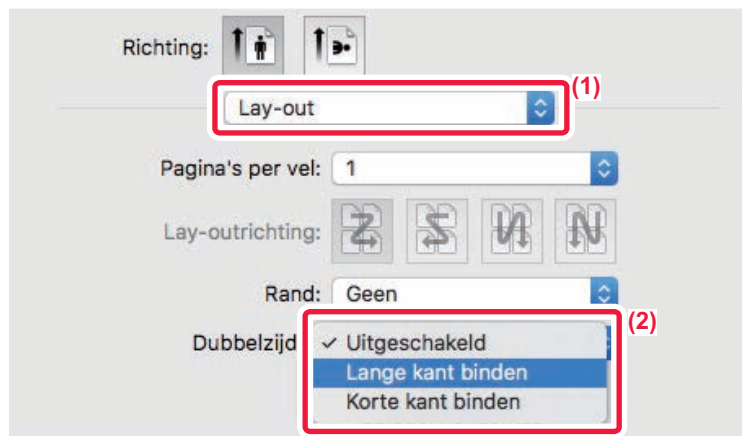 Richting:
(1)
Lay-out
Pagina's per vel: 1
Lay-outrichting:
Rand: Geen
(2)
Dubbelzijd
✓ Uitgeschakeld
Lange kant binden
Korte kant binden